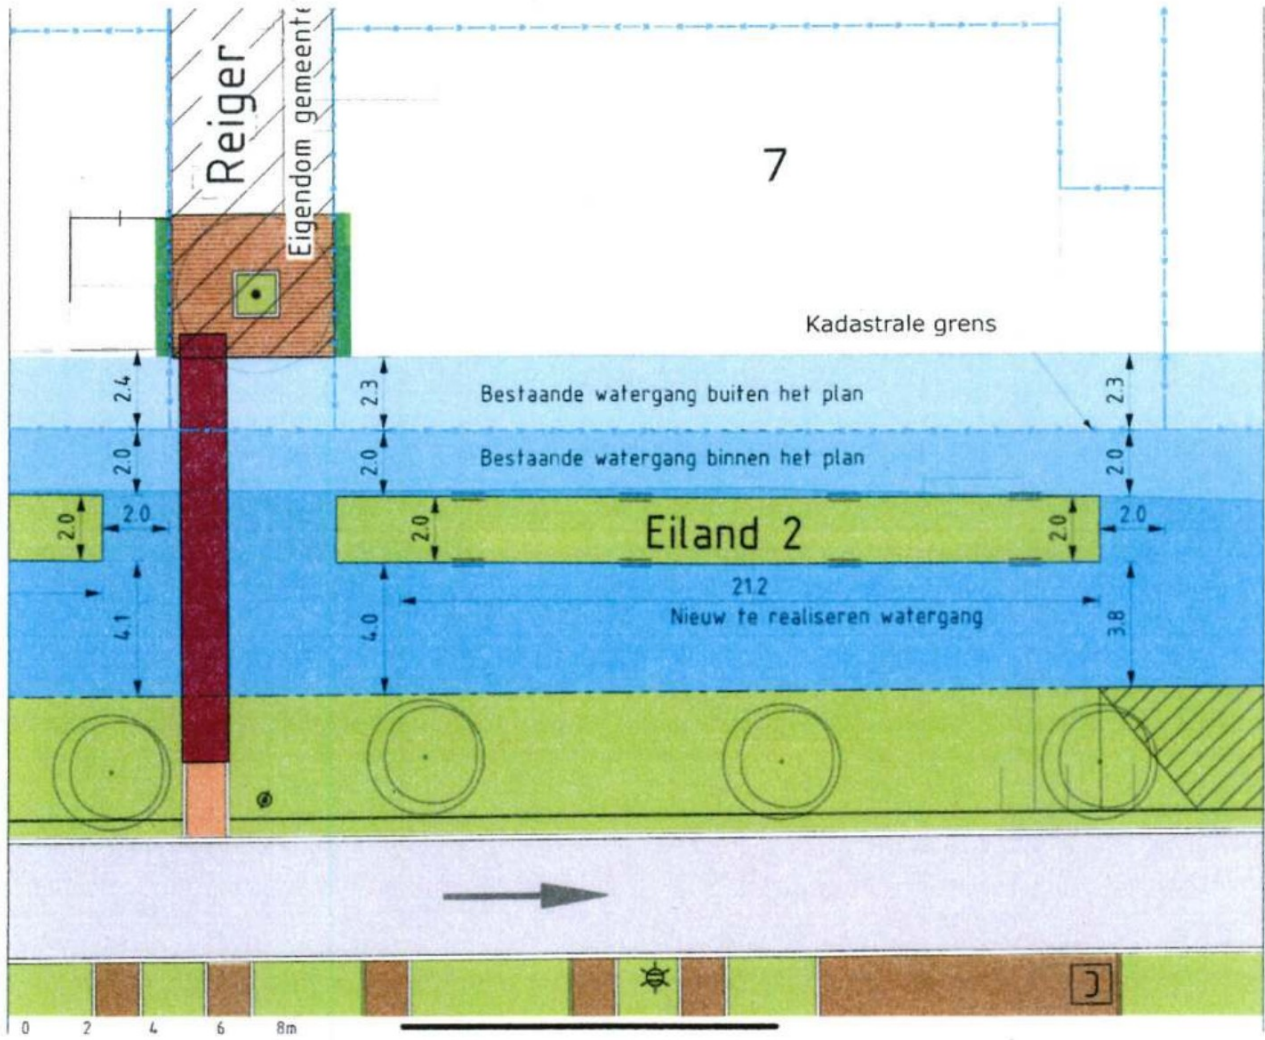 Reiger
Eigendom gemeente
7
Kadastrale grens
2.4
2.3
Bestaande watergang buiten het plan
2.3
2.0
2.0
Bestaande watergang binnen het plan
2.0
2.0
2.0
2.0
Eiland 2
2.0
2.0
21.2
4.1
4.0
Nieuw te realiseren watergang
3.8
0 2 4 6 8m